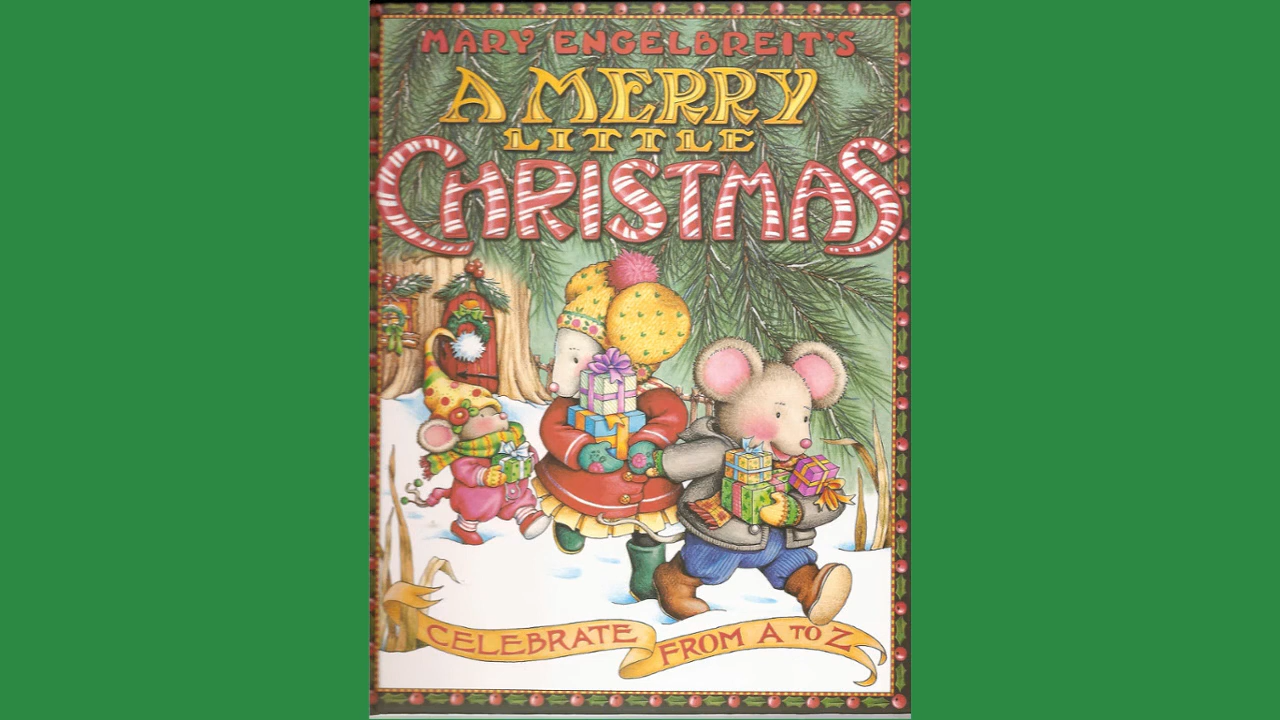 MARY ENGELBREIT'S
A MERRY
LITTLE
CHRISTMAS
CELEBRATE FROM A TO Z